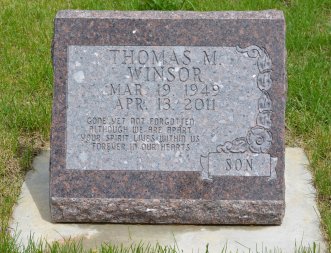 THOMAS M.
WINSOR
MAR 19 1949
APR. 13 2011
GONE YET NOT FORGOTTEN
ALTHOUGH WE ARE APART
YOUR SPIRIT LIVES WITHIN US
FOREVER IN OUR HEARTS
SON